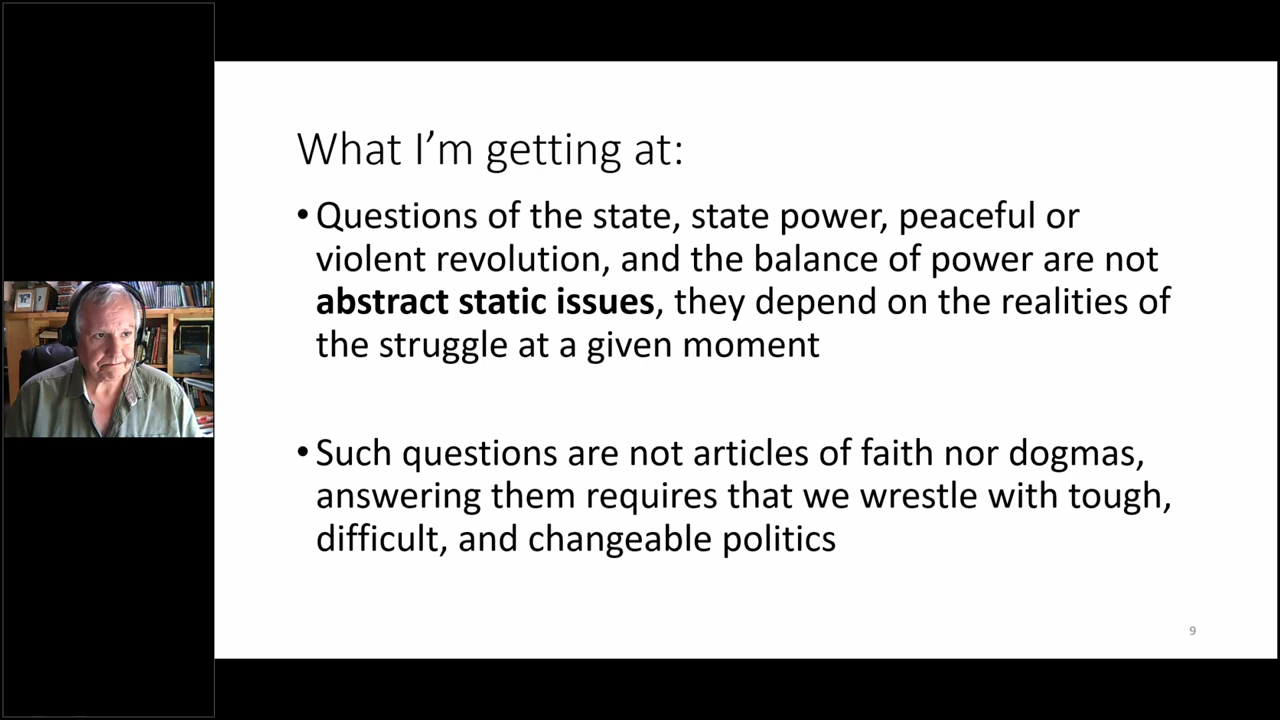 What I’m getting at:
• Questions of the state, state power, peaceful or
violent revolution, and the balance of power are not
abstract static issues, they depend on the realities of
the struggle at a given moment
• Such questions are not articles of faith nor dogmas,
answering them requires that we wrestle with tough,
difficult, and changeable politics
9